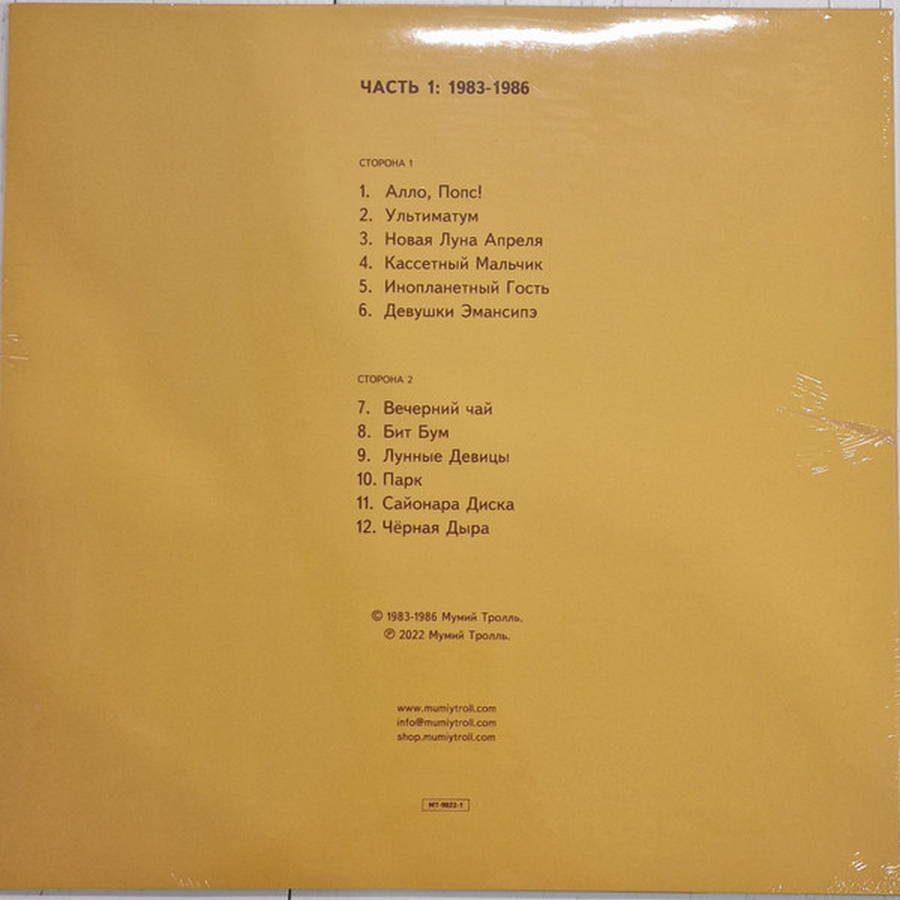 ЧАСТЬ 1: 1983-1986
СТОРОНА 1
1. Алло, Попс!
2. Ультиматум
3. Новая Луна Апреля
4. Кассетный Мальчик
5. Инопланетный Гость
6. Девушки Эмансипэ
СТОРОНА 2
7. Вечерний чай
8. Бит Бум
9. Лунные Девицы
10. Парк
11. Сайонара Диска
12. Чёрная Дыра
© 1983-1986 Мумий Тролль.
℗ 2022 Мумий Тролль.
www.mumiytroll.com
info@mumiytroll.com
shop.mumiytroll.com